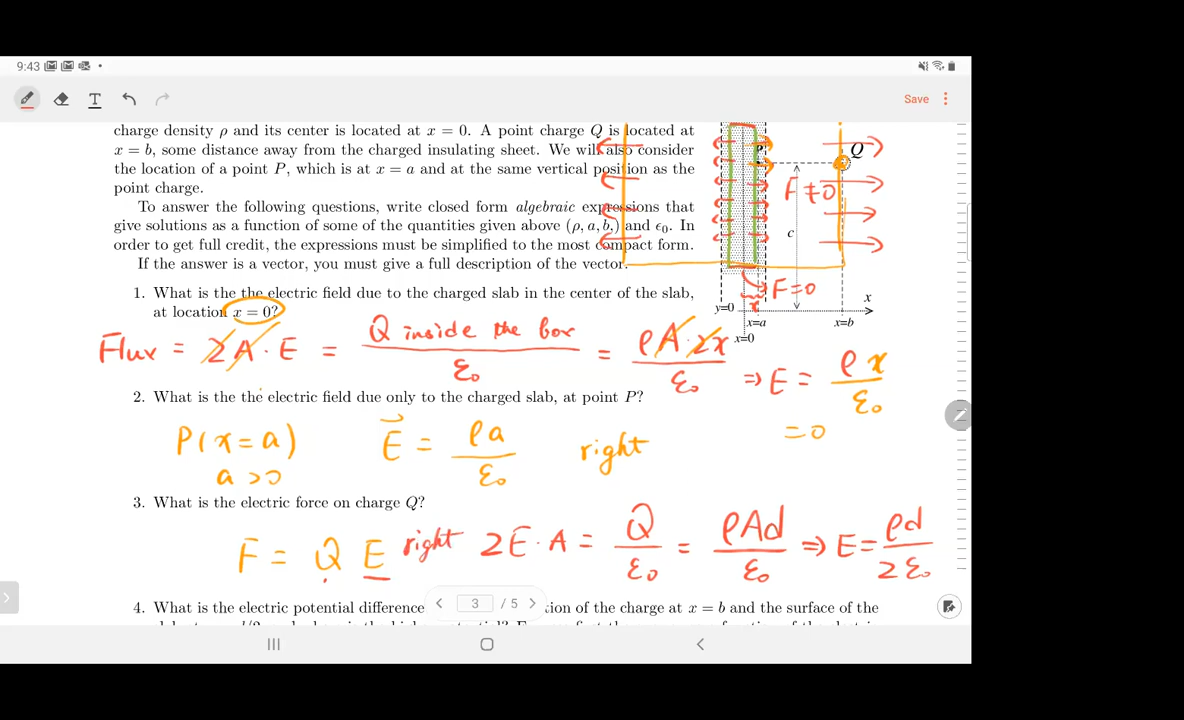 9:43
T
Save
charge density ρ and its center is located at x = 0. A point charge Q is located at
x = b, some distance away from the charged insulating sheet. We will also consider
the location of a point P, which is at x = a and at the same vertical position as the
point charge.
To answer the following questions, write closed form algebraic expressions that
give solutions as a function of some of the quantities given above (ρ, a, b,) and ϵ₀. In
order to get full credit, the expressions must be simplified to the most compact form.
If the answer is a vector, you must give a full description of the vector.
P
Q
F≠0
c
F=0
x
x
y=0
x=a
x=b
x=0
1. What is the the electric field due to the charged slab in the center of the slab,
at location x = 0?
Flux = 2A · E = Q inside the box / ε₀ = ρA·2x / ε₀ ⇒ E = ρx / ε₀
= 0
2. What is the the electric field due only to the charged slab, at point P?
P(x=a) E⃗ = ρa / ε₀ right
a >0
3. What is the electric force on charge Q?
F = Q E right 2E·A = Q / ε₀ = ρAd / ε₀ ⇒ E = ρd / 2ε₀
4. What is the electric potential difference
3 / 5
tion of the charge at x = b and the surface of the